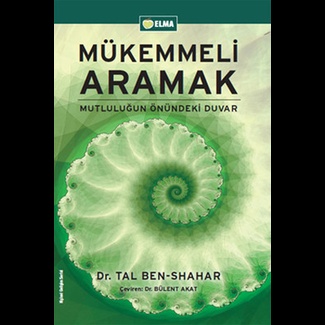 ELMA
MÜKEMMELİ
ARAMAK
MUTLULUĞUN ÖNÜNDEKİ DUVAR
Dr. TAL BEN-SHAHAR
Çeviren: Dr. BÜLENT AKAT